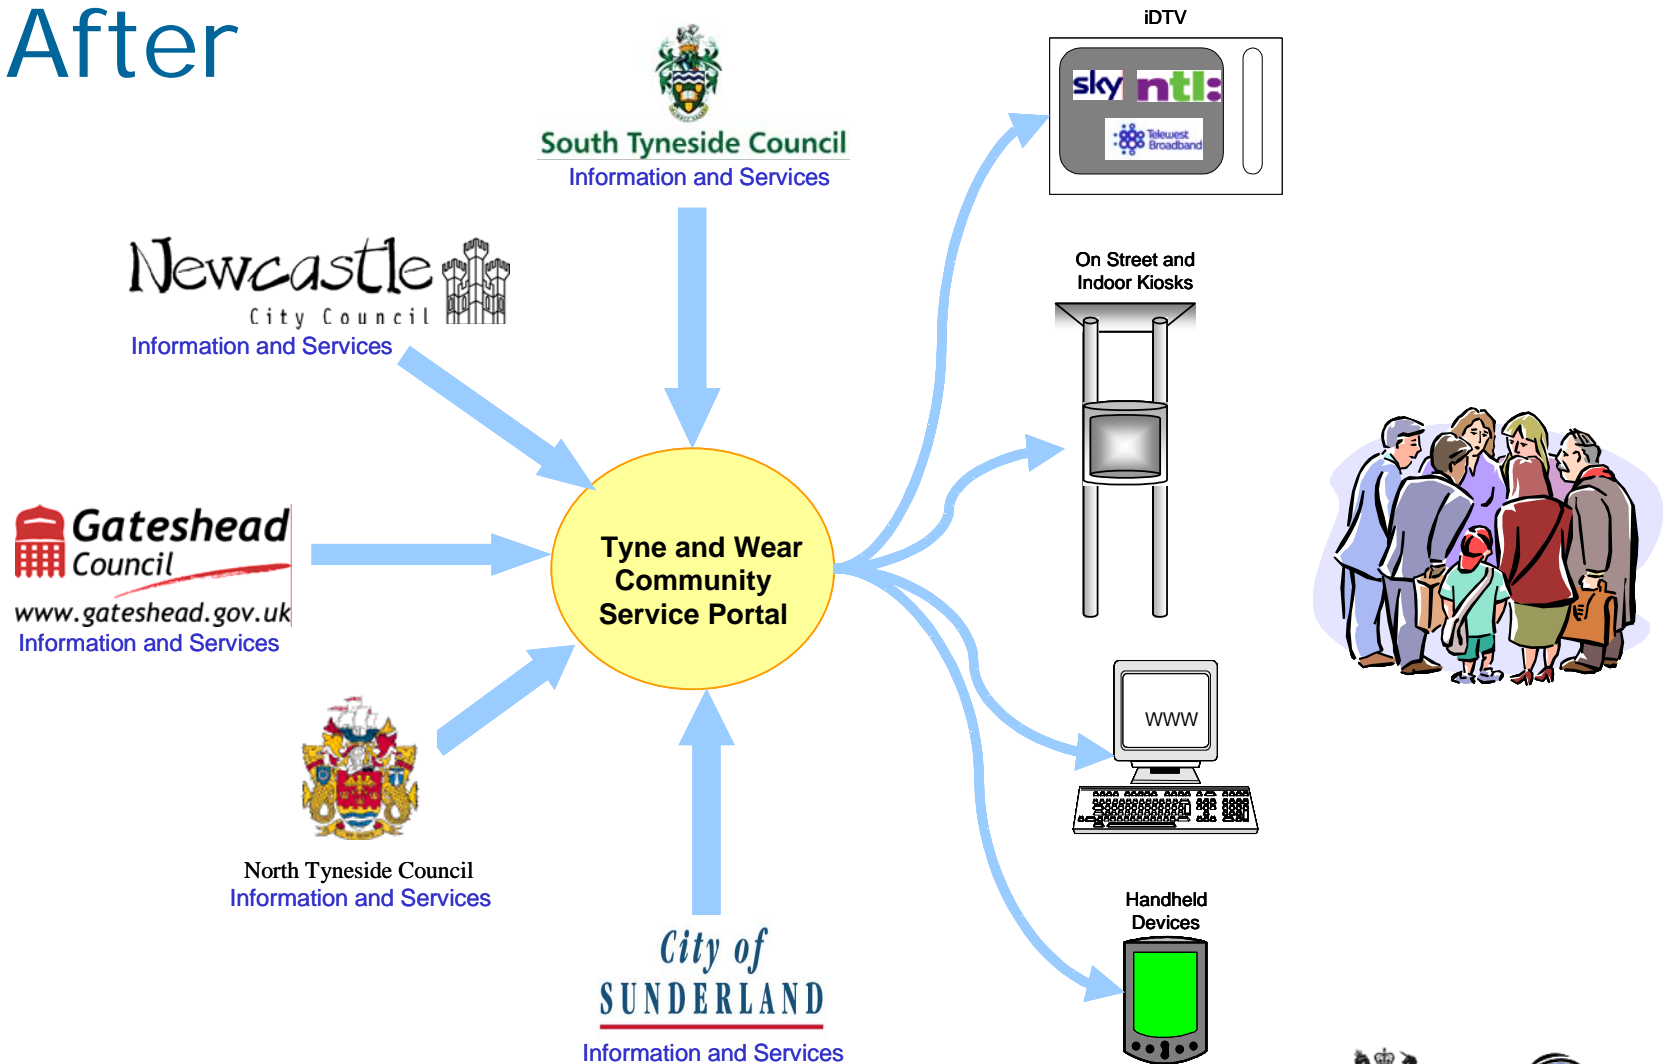 After
South Tyneside Council
Information and Services
Newcastle
City Council
Information and Services
Gateshead
Council
www.gateshead.gov.uk
Information and Services
North Tyneside Council
Information and Services
City of
SUNDERLAND
Information and Services
Tyne and Wear
Community
Service Portal
iDTV
sky ntl:
Telewest
Broadband
On Street and
Indoor Kiosks
WWW
Handheld
Devices